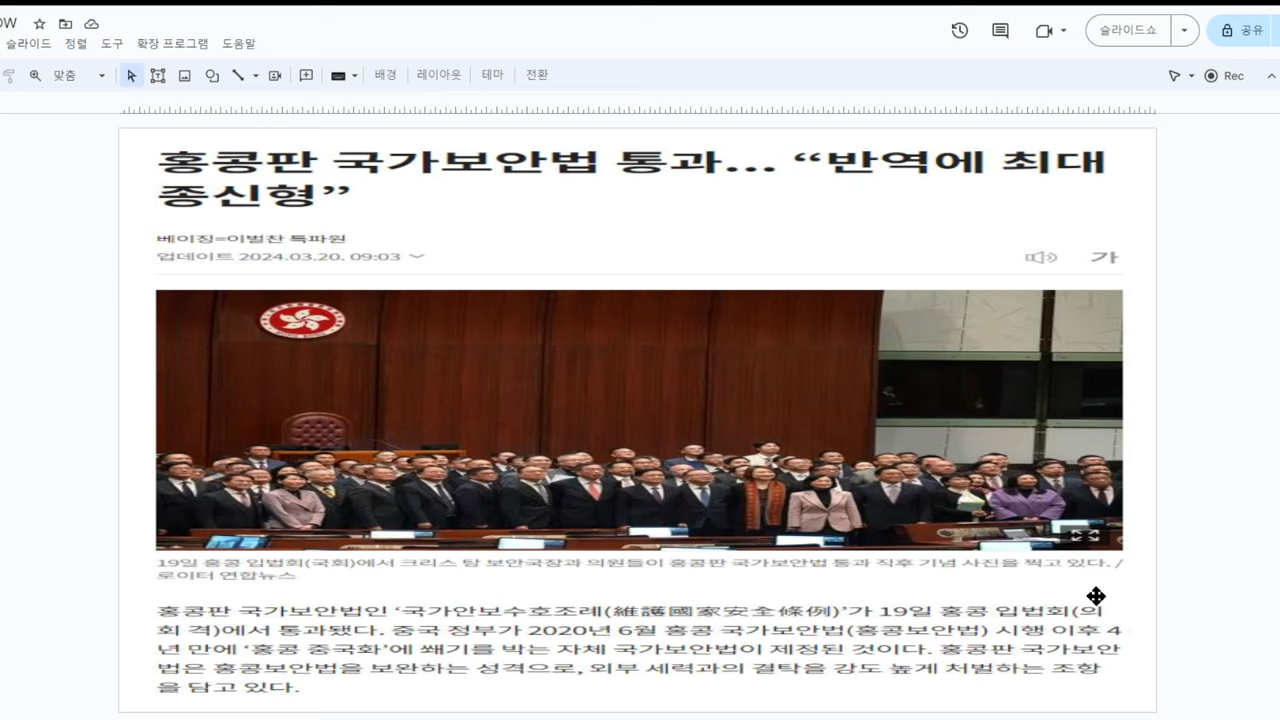 OW
슬라이드 정렬 도구 확장 프로그램 도움말
슬라이드쇼
공유
맞춤
배경 레이아웃 테마 전환
Rec
홍콩판 국가보안법 통과... “반역에 최대
종신형”
베이징=이벌찬 특파원
업데이트 2024.03.20. 09:03
가
19일 홍콩 입법회(국회)에서 크리스 탕 보안국장과 의원들이 홍콩판 국가보안법 통과 직후 기념 사진을 찍고 있다. /
로이터 연합뉴스
홍콩판 국가보안법인 ‘국가안보수호조례(維護國家安全條例)’가 19일 홍콩 입법회(의
회 격)에서 통과됐다. 중국 정부가 2020년 6월 홍콩 국가보안법(홍콩보안법) 시행 이후 4
년 만에 ‘홍콩 중국화’에 쐐기를 박는 자체 국가보안법이 제정된 것이다. 홍콩판 국가보안
법은 홍콩보안법을 보완하는 성격으로, 외부 세력과의 결탁을 강도 높게 처벌하는 조항
을 담고 있다.